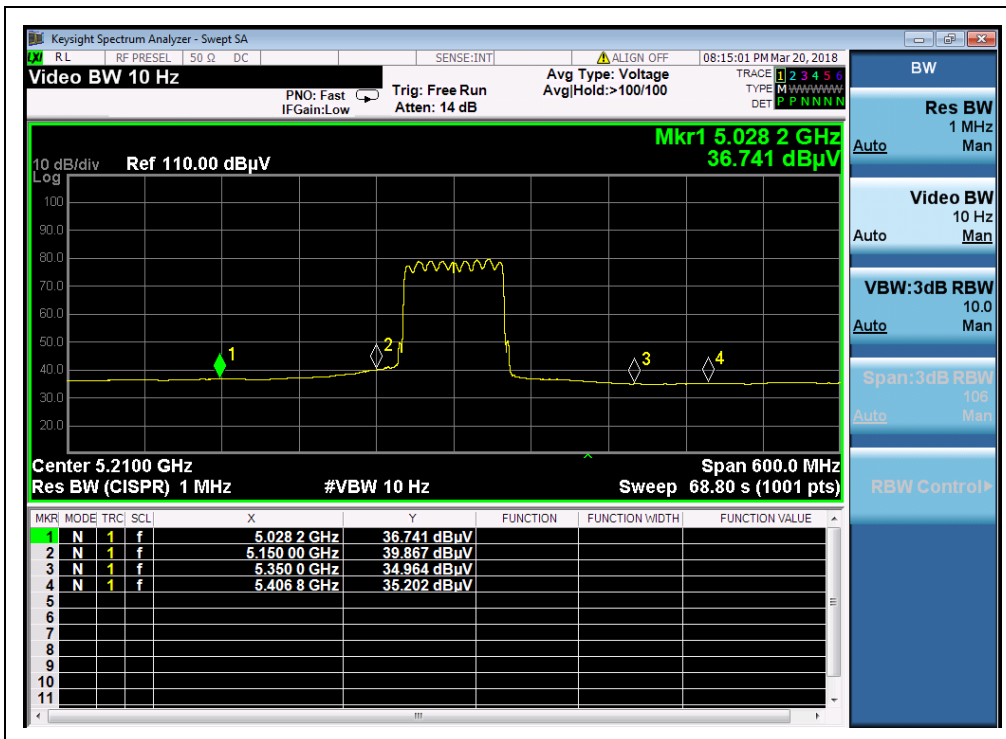 Keysight Spectrum Analyzer - Swept SA
LXI RL RF PRESEL 50 Ω DC SENSE:INT ALIGN OFF 08:15:01 PM Mar 20, 2018
Video BW 10 Hz
PNO: Fast
IFGain:Low
Trig: Free Run
Atten: 14 dB
Avg Type: Voltage
Avg|Hold:>100/100
TRACE 1 2 3 4 5 6
TYPE M W W W W W
DET P P N N N N
Mkr1 5.028 2 GHz
36.741 dBµV
10 dB/div Ref 110.00 dBµV
Log
100
90.0
80.0
70.0
60.0
50.0
40.0
30.0
20.0
1
2
3
4
Center 5.2100 GHz Span 600.0 MHz
Res BW (CISPR) 1 MHz #VBW 10 Hz Sweep 68.80 s (1001 pts)
MKR MODE TRC SCL X Y FUNCTION FUNCTION WIDTH FUNCTION VALUE
1 N 1 f 5.028 2 GHz 36.741 dBµV
2 N 1 f 5.150 00 GHz 39.867 dBµV
3 N 1 f 5.350 0 GHz 34.964 dBµV
4 N 1 f 5.406 8 GHz 35.202 dBµV
5
6
7
8
9
10
11
BW
Res BW
1 MHz
Auto Man
Video BW
10 Hz
Auto Man
VBW:3dB RBW
10.0
Auto Man
Span:3dB RBW
106
Auto Man
RBW Control